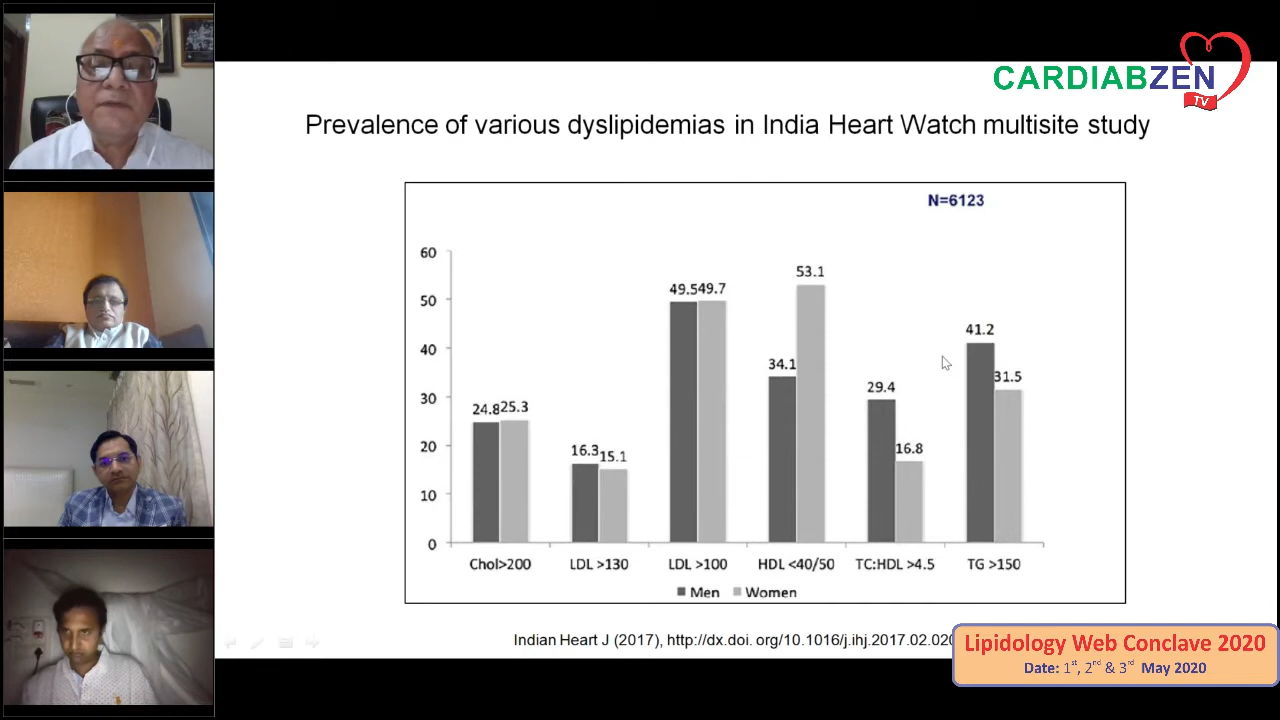 CARDIABZEN
TV
Prevalence of various dyslipidemias in India Heart Watch multisite study
N=6123
60
50
40
30
20
10
0
24.8 25.3
16.3 15.1
49.5 49.7
34.1 53.1
29.4 16.8
41.2 31.5
Chol>200 LDL >130 LDL >100 HDL <40/50 TC:HDL >4.5 TG >150
Men Women
Indian Heart J (2017), http://dx.doi. org/10.1016/j.ihj.2017.02.020
Lipidology Web Conclave 2020
Date: 1st, 2nd & 3rd May 2020